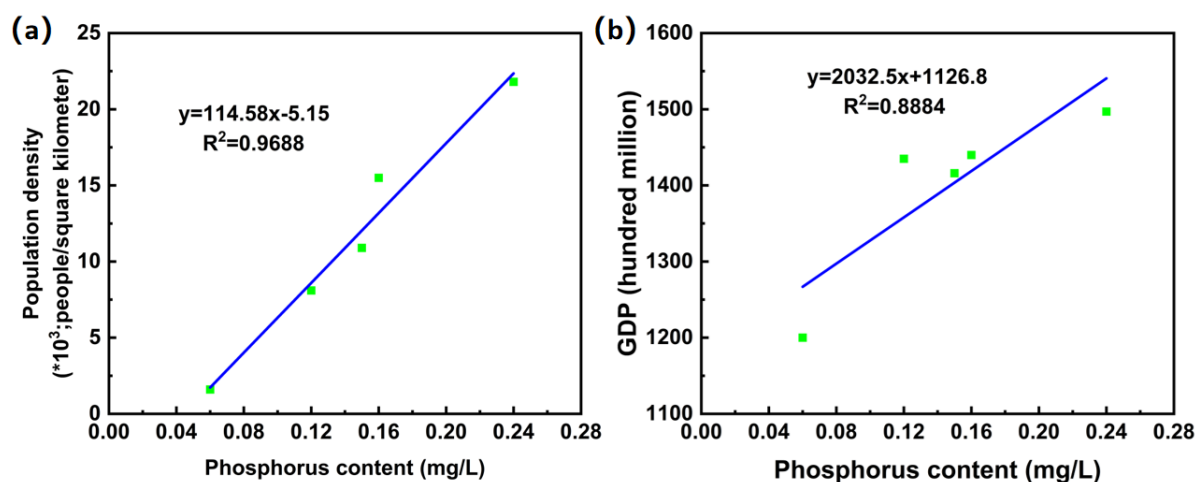 (a)
25
20
15
10
5
0
Population density
(*10³;people/square kilometer)
y=114.58x-5.15
R²=0.9688
0.00 0.04 0.08 0.12 0.16 0.20 0.24 0.28
Phosphorus content (mg/L)
(b)
1600
1500
1400
1300
1200
1100
GDP (hundred million)
y=2032.5x+1126.8
R²=0.8884
0.00 0.04 0.08 0.12 0.16 0.20 0.24 0.28
Phosphorus content (mg/L)